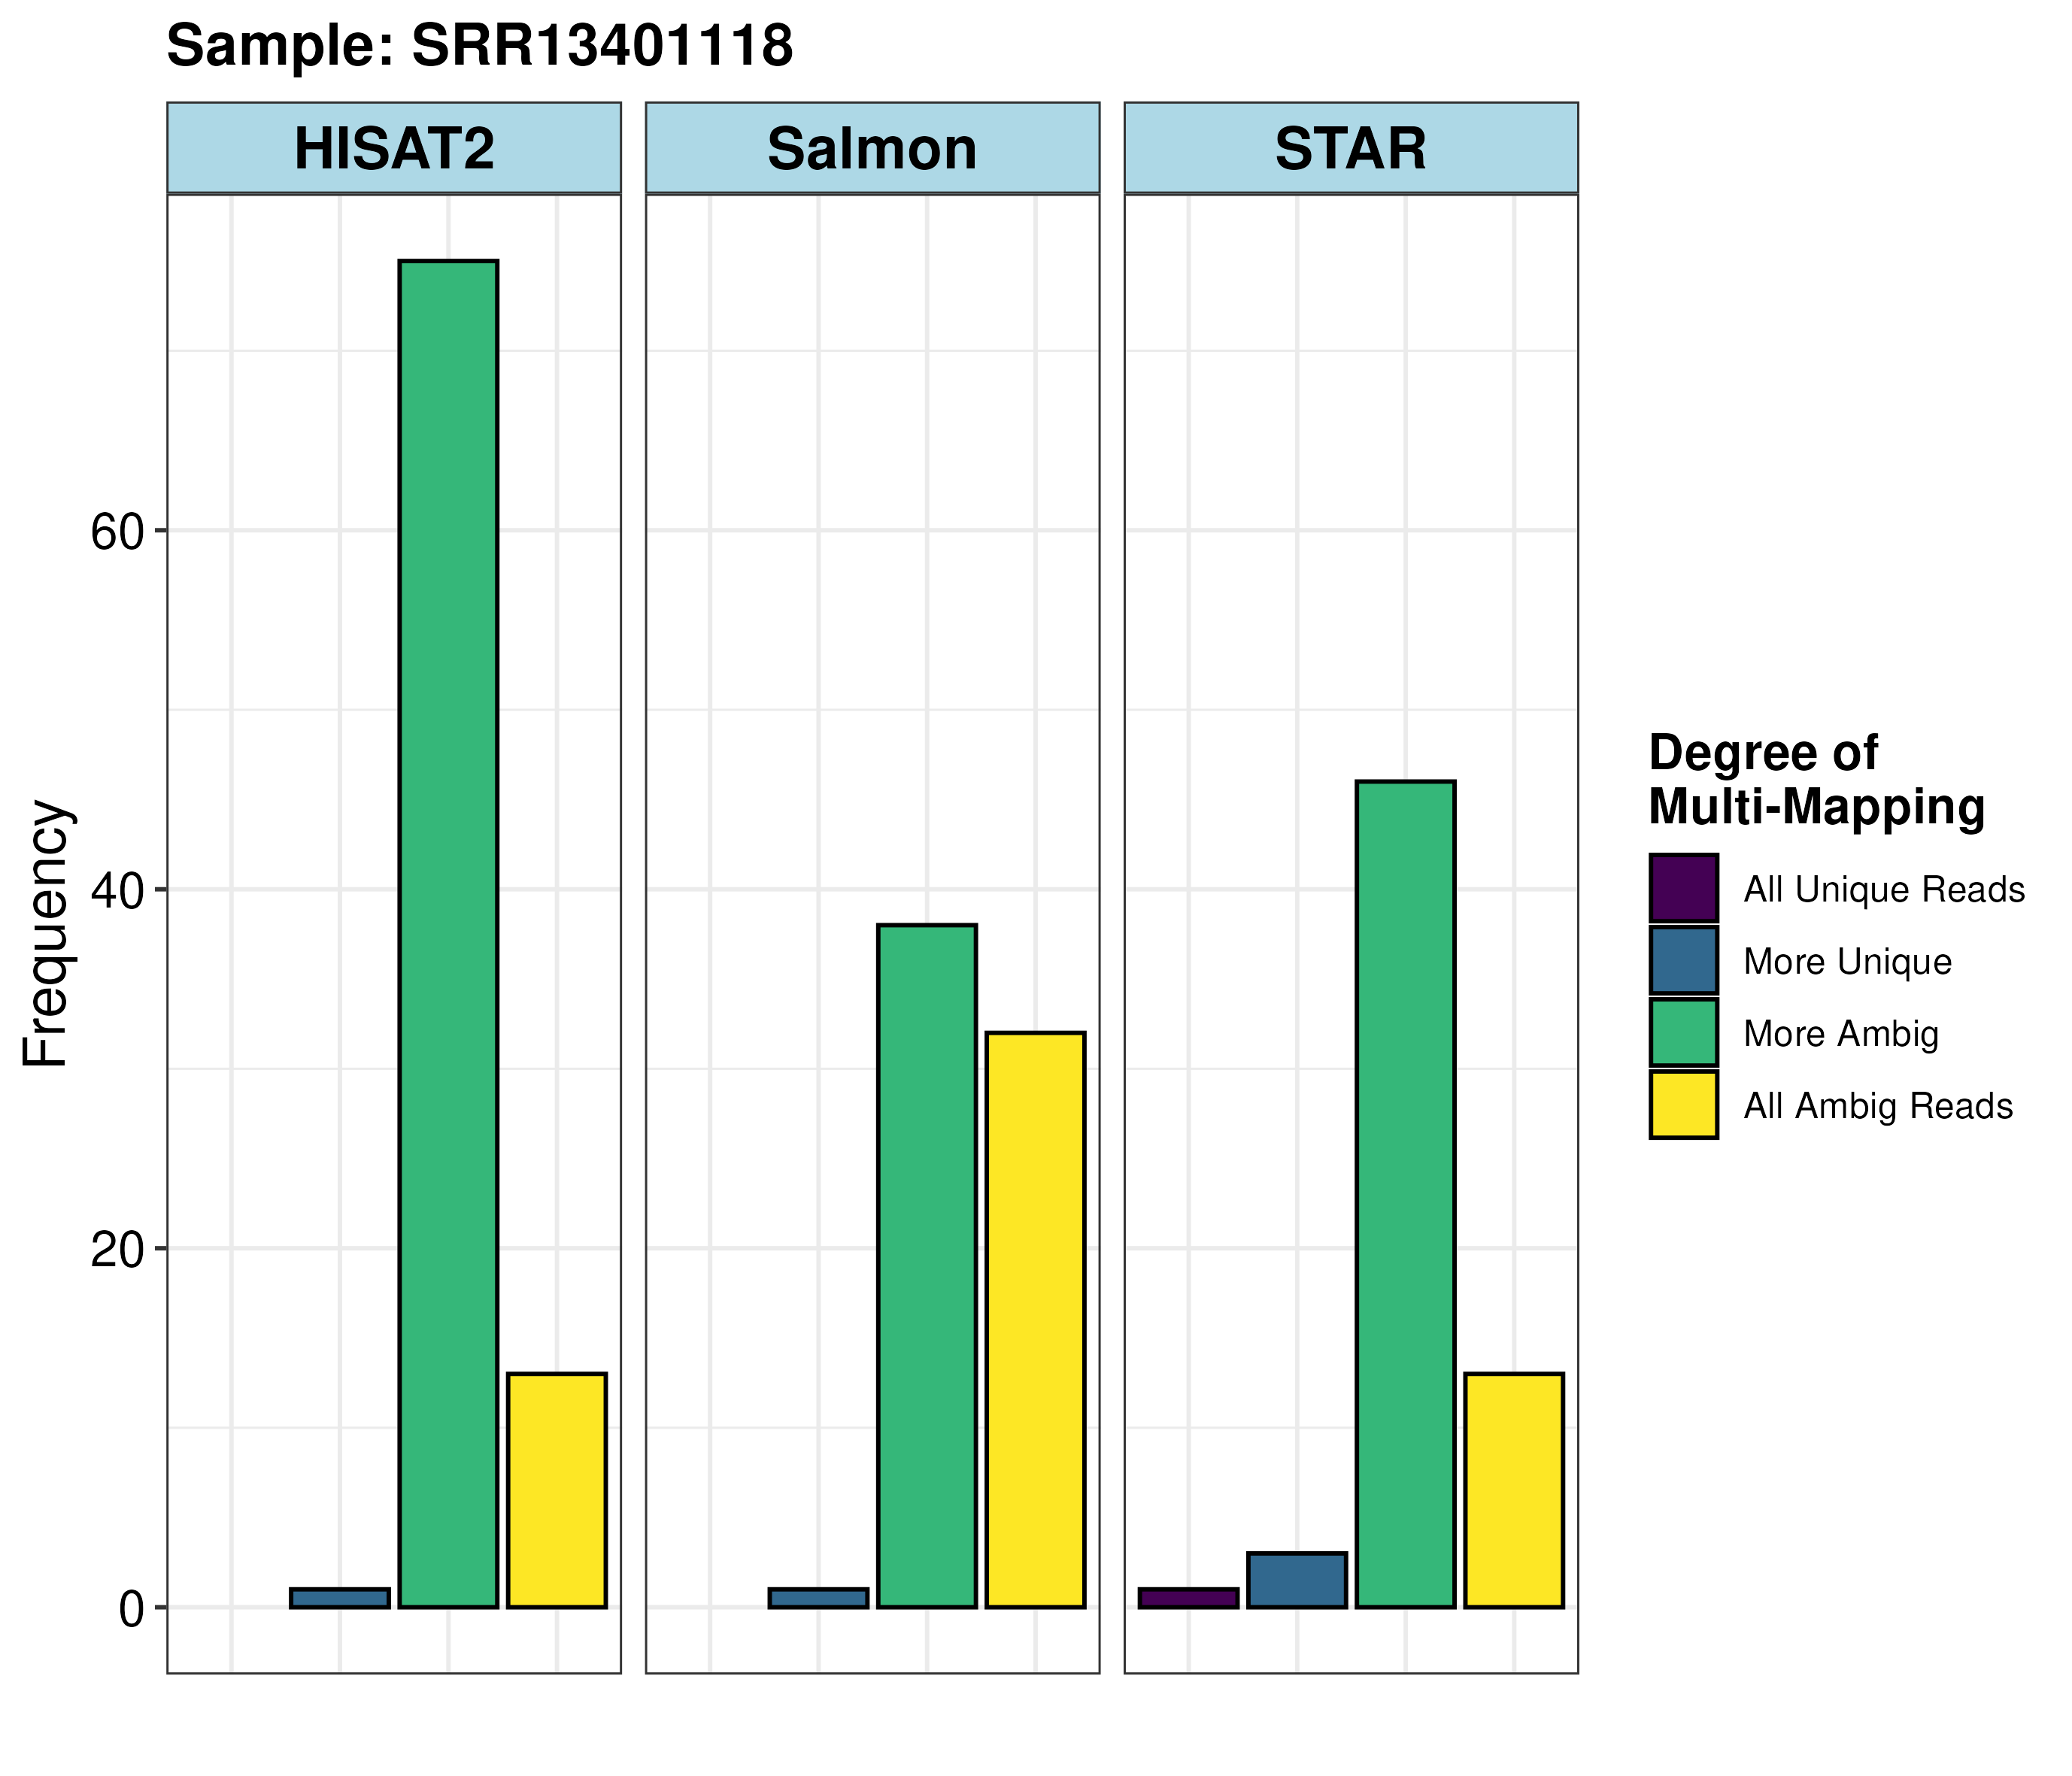 Sample: SRR13401118
HISAT2
Salmon
STAR
60
40
20
0
Frequency
Degree of
Multi-Mapping
All Unique Reads
More Unique
More Ambig
All Ambig Reads